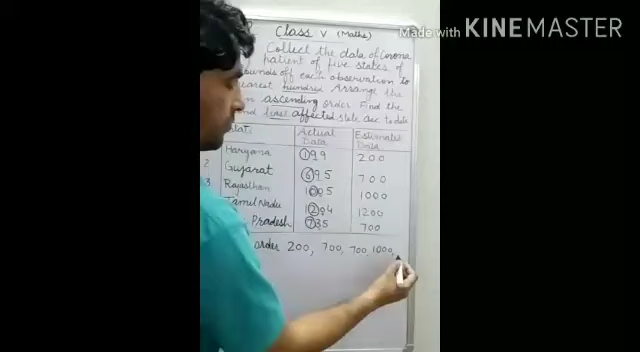 Made with KINEMASTER
Class V (Maths)
Collect the data of Corona
patient of five states of
ounds off each observation to
earest hundred Arrange the
n ascending order Find the
nd least affected state due to
Actual Estimated
Data Data
Haryana 199 200
2
Gujarat 695 700
3 Rajasthan 1005 1000
Tamil Nadu 1204 1200
Pradesh 735 700
order 200, 700, 700, 1000,